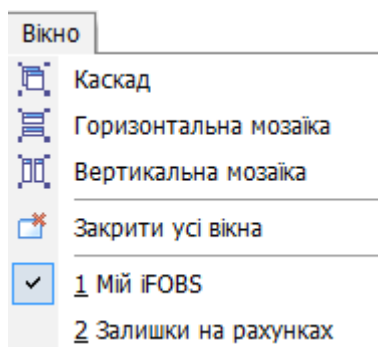 Вікно
Каскад
Горизонтальна мозаїка
Вертикальна мозаїка
Закрити усі вікна
1 Мій iFOBS
2 Залишки на рахунках